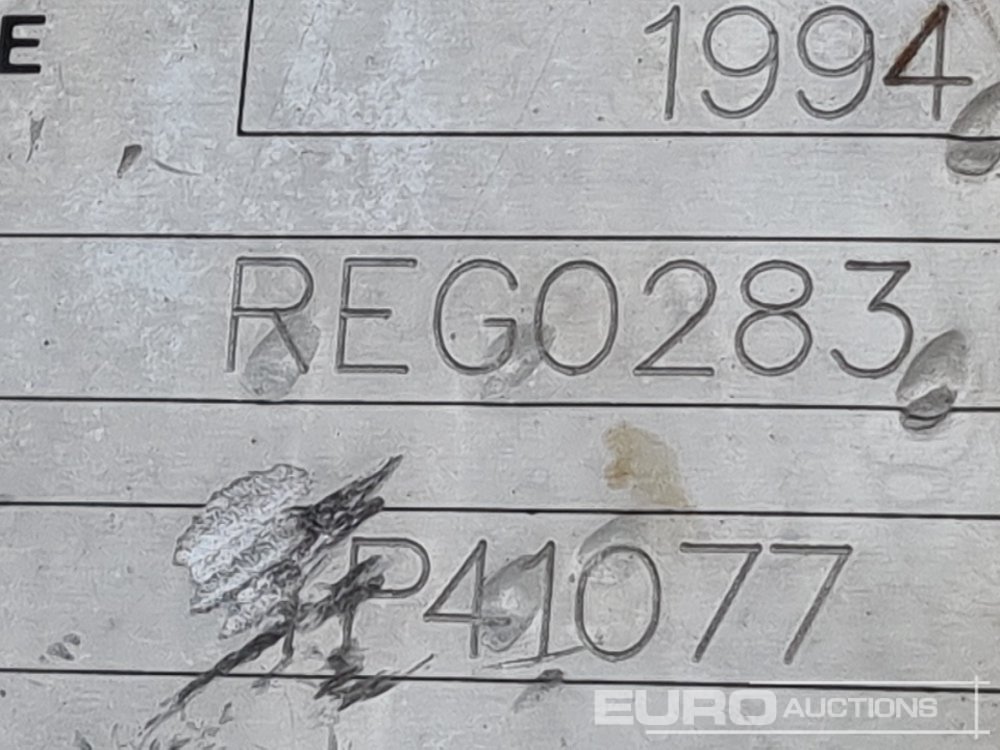 E 1994
REG0283
P41077
EURO AUCTIONS